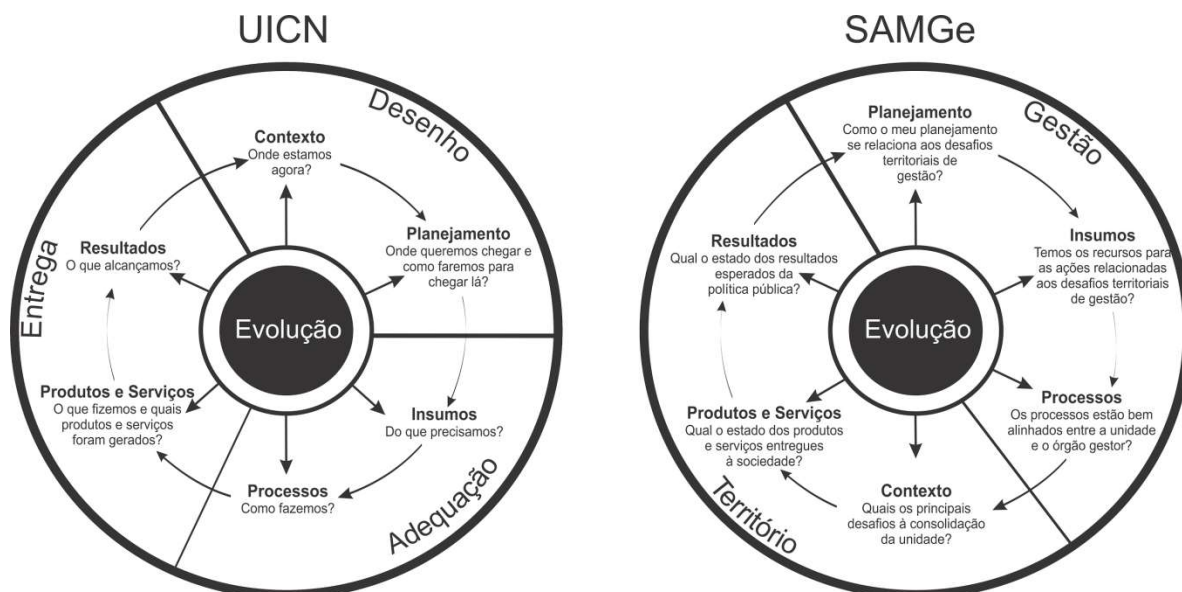 UICN
Desenho
Contexto
Onde estamos
agora?
Planejamento
Onde queremos chegar e
como faremos para
chegar lá?
Adequação
Insumos
Do que precisamos?
Processos
Como fazemos?
Entrega
Produtos e Serviços
O que fizemos e quais
produtos e serviços
foram gerados?
Resultados
O que alcançamos?
Evolução
SAMGe
Gestão
Planejamento
Como o meu planejamento
se relaciona aos desafios
territoriais de
gestão?
Insumos
Temos os recursos para
as ações relacionadas
aos desafios territoriais
de gestão?
Processos
Os processos estão bem
alinhados entre a unidade
e o órgão gestor?
Território
Contexto
Quais os principais
desafios à consolidação
da unidade?
Produtos e Serviços
Qual o estado dos produtos
e serviços entregues
à sociedade?
Resultados
Qual o estado dos resultados
esperados da
política pública?
Evolução